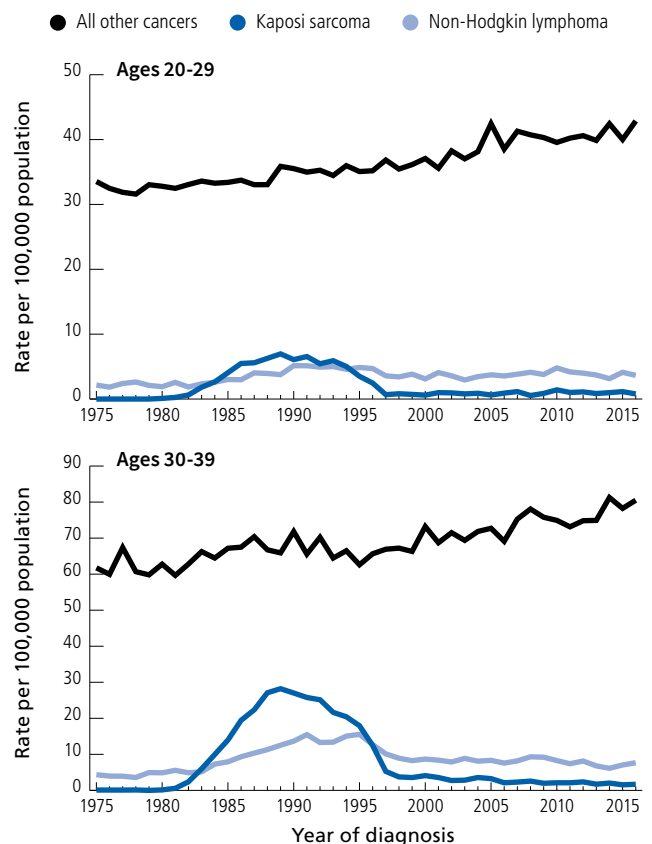 All other cancers Kaposi sarcoma Non-Hodgkin lymphoma
Ages 20-29
Rate per 100,000 population
50
40
30
20
10
0
1975 1980 1985 1990 1995 2000 2005 2010 2015
Ages 30-39
Rate per 100,000 population
90
80
70
60
50
40
30
20
10
0
1975 1980 1985 1990 1995 2000 2005 2010 2015
Year of diagnosis